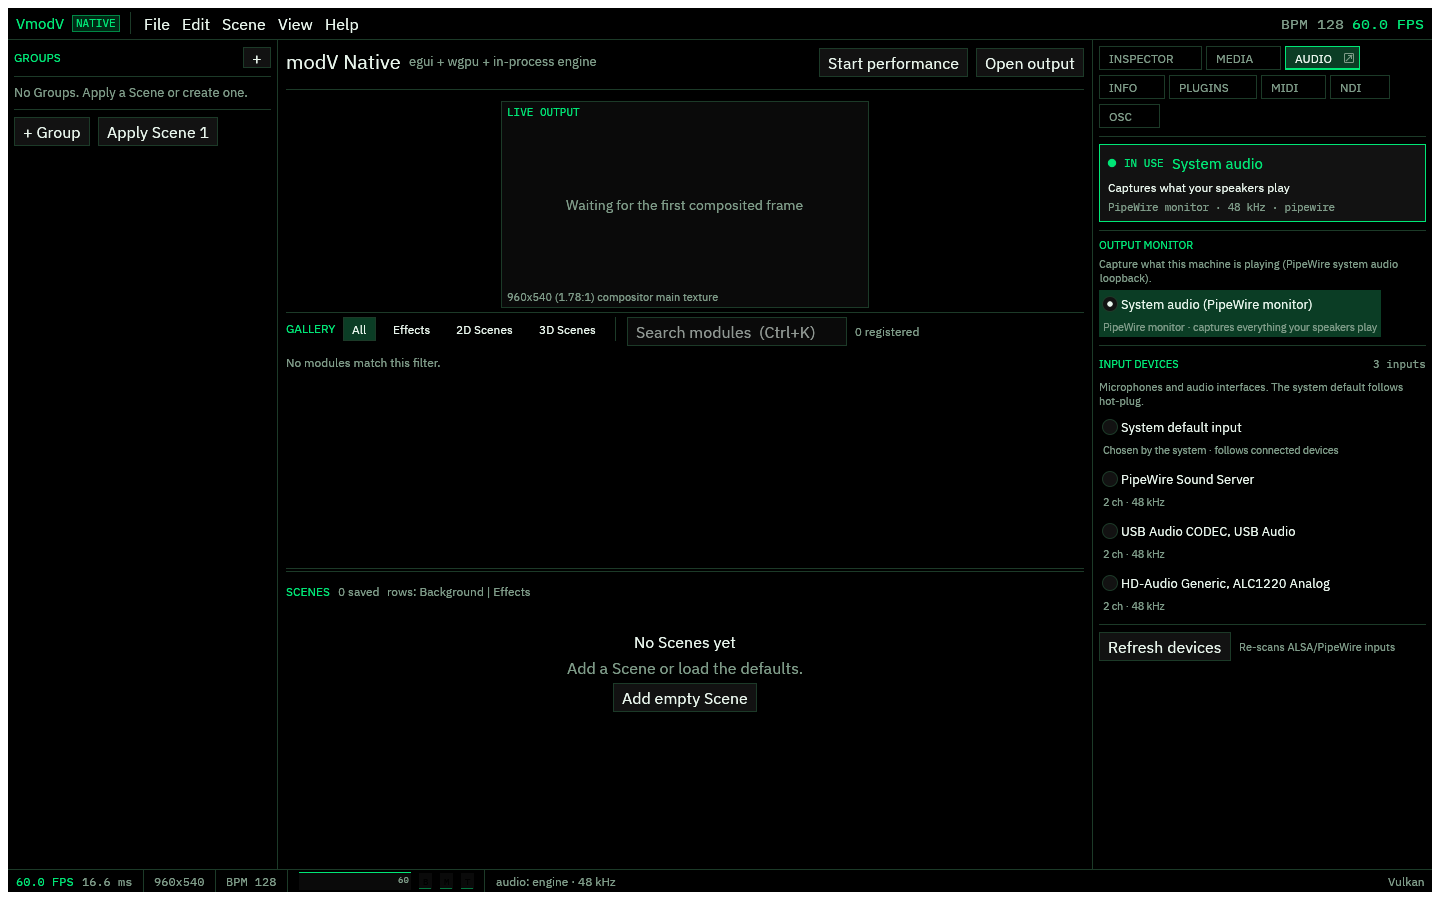 VmodV NATIVE File Edit Scene View Help BPM 128 60.0 FPS
GROUPS +
No Groups. Apply a Scene or create one.
+ Group Apply Scene 1
modV Native egui + wgpu + in-process engine Start performance Open output
LIVE OUTPUT
Waiting for the first composited frame
960x540 (1.78:1) compositor main texture
GALLERY All Effects 2D Scenes 3D Scenes Search modules (Ctrl+K) 0 registered
No modules match this filter.
SCENES 0 saved rows: Background | Effects
No Scenes yet
Add a Scene or load the defaults.
Add empty Scene
INSPECTOR MEDIA AUDIO
INFO PLUGINS MIDI NDI
OSC
IN USE System audio
Captures what your speakers play
PipeWire monitor · 48 kHz · pipewire
OUTPUT MONITOR
Capture what this machine is playing (PipeWire system audio
loopback).
System audio (PipeWire monitor)
PipeWire monitor · captures everything your speakers play
INPUT DEVICES 3 inputs
Microphones and audio interfaces. The system default follows
hot-plug.
System default input
Chosen by the system · follows connected devices
PipeWire Sound Server
2 ch · 48 kHz
USB Audio CODEC, USB Audio
2 ch · 48 kHz
HD-Audio Generic, ALC1220 Analog
2 ch · 48 kHz
Refresh devices Re-scans ALSA/PipeWire inputs
60.0 FPS 16.6 ms 960x540 BPM 128 60 audio: engine · 48 kHz Vulkan